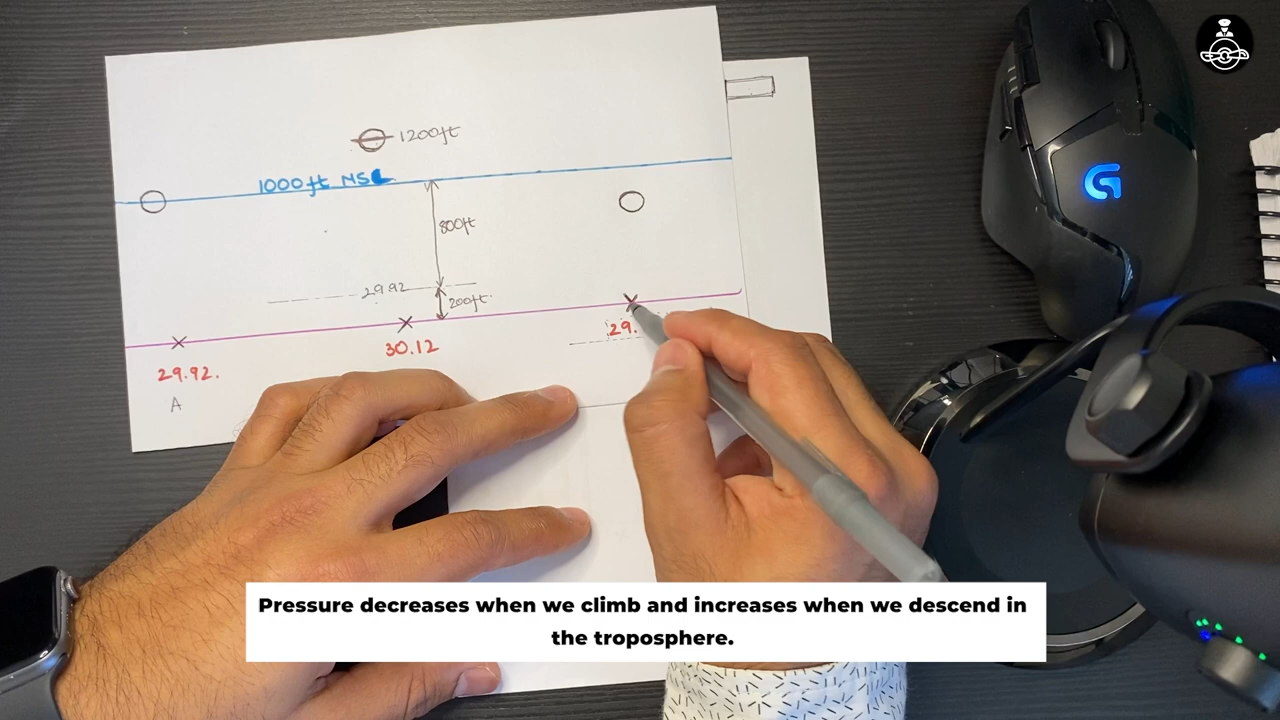 1200ft
1000ft MSL
800ft
29.92
200ft.
29.
30.12
29.92.
A
Pressure decreases when we climb and increases when we descend in
the troposphere.